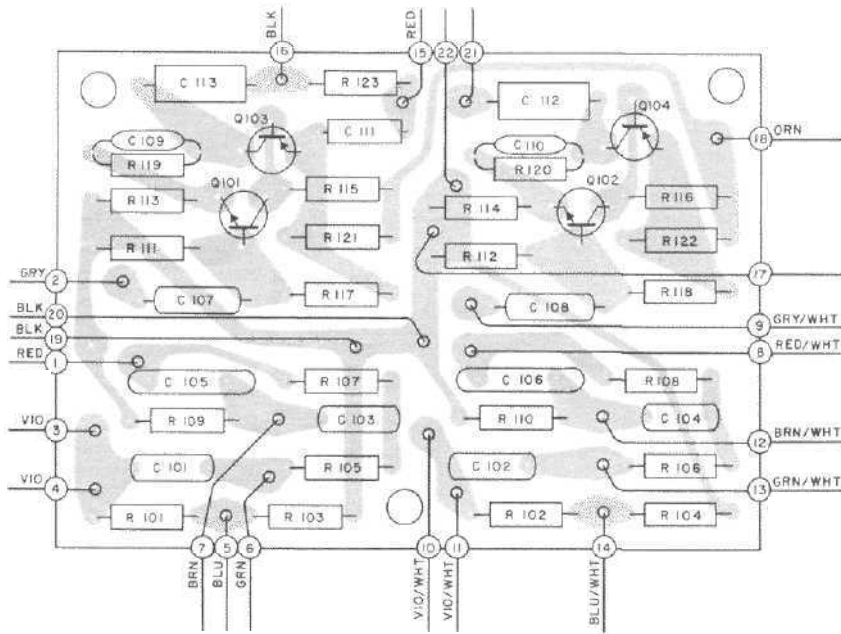 BLK
RED
16
15
22
21
C 113
R 123
C 112
Q103
C 111
Q104
C 109
C 110
18
ORN
R 119
R 120
Q101
R 115
Q102
R 113
R 114
R 116
R 111
R 121
R 112
R 122
GRY
2
17
C 107
R 117
C 108
R 118
BLK
20
9
GRY/WHT
BLK
19
8
RED/WHT
RED
1
C 105
R 107
C 106
R 108
VIO
3
R 109
C 103
R 110
C 104
12
BRN/WHT
C 101
R 105
C 102
R 106
VIO
4
13
GRN/WHT
R 101
R 103
R 102
R 104
7
5
6
10
11
14
BRN
BLU
GRN
VIO/WHT
VIO/WHT
BLU/WHT